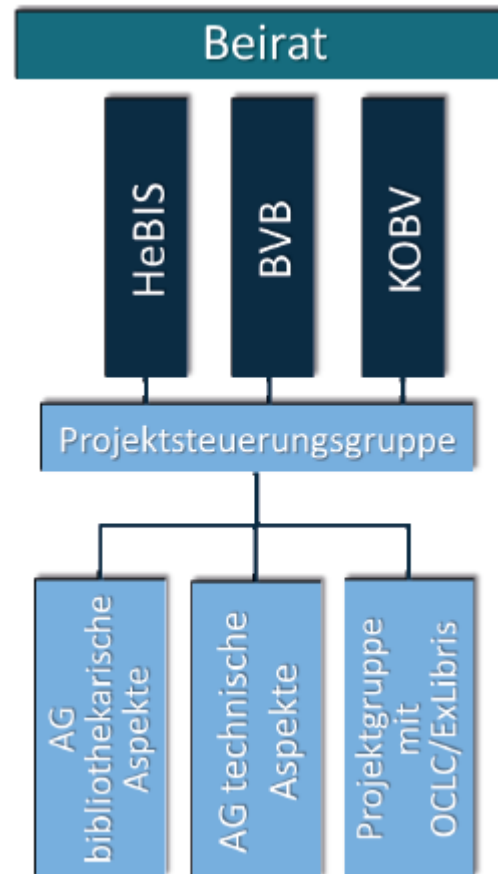 Beirat
HeBIS
BVB
KOBV
Projektsteuerungsgruppe
AG
bibliothekarische
Aspekte
AG technische
Aspekte
Projektgruppe
mit
OCLC/ExLibris